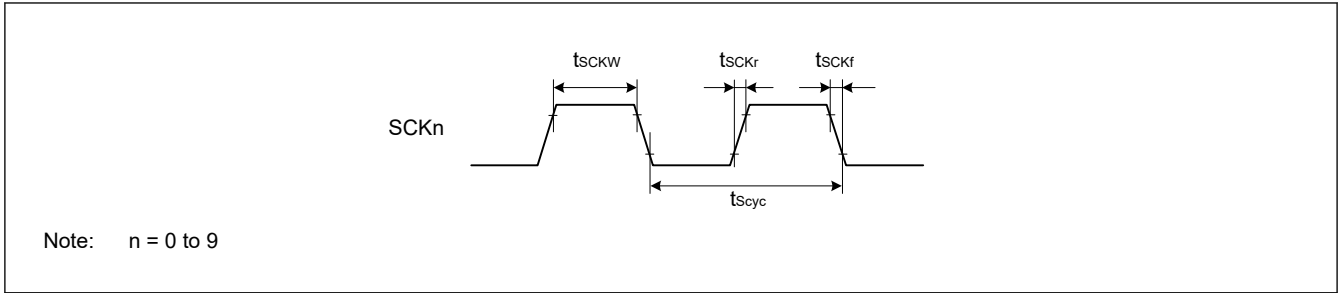 tSCKW tSCKr tSCKf
SCKn
tScyc
Note: n = 0 to 9